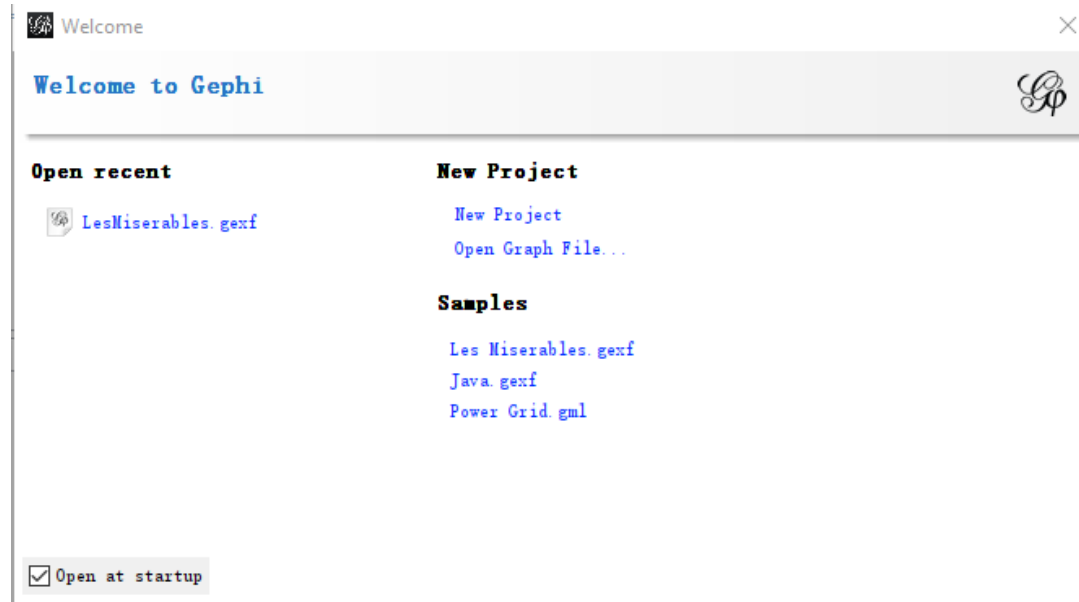 Welcome
Welcome to Gephi
Open recent
LesMiserables.gexf
New Project
New Project
Open Graph File...
Samples
Les Miserables.gexf
Java.gexf
Power Grid.gml
Open at startup